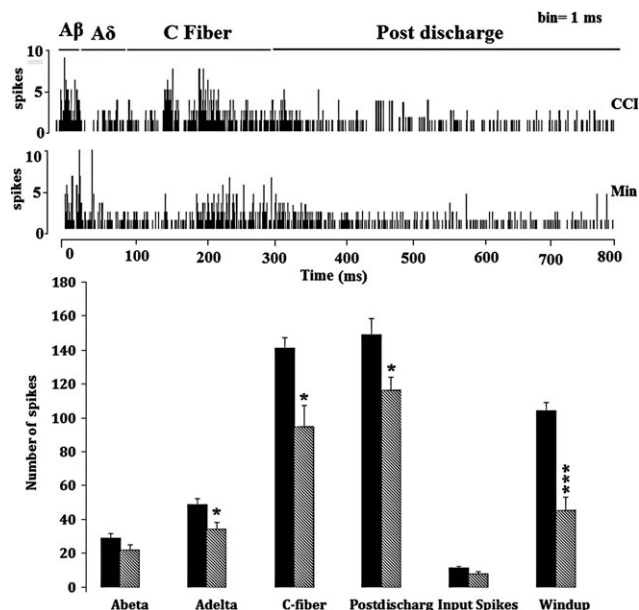 Aβ Aδ C Fiber Post discharge bin= 1 ms
10
5
0
spikes
CCI
10
5
0
spikes
Min
0 100 200 300 400 500 600 700 800
Time (ms)
180
160
140
120
100
80
60
40
20
0
Number of spikes
*
*
*
***
Abeta Adelta C-fiber Postdischarg Input Spikes Windup